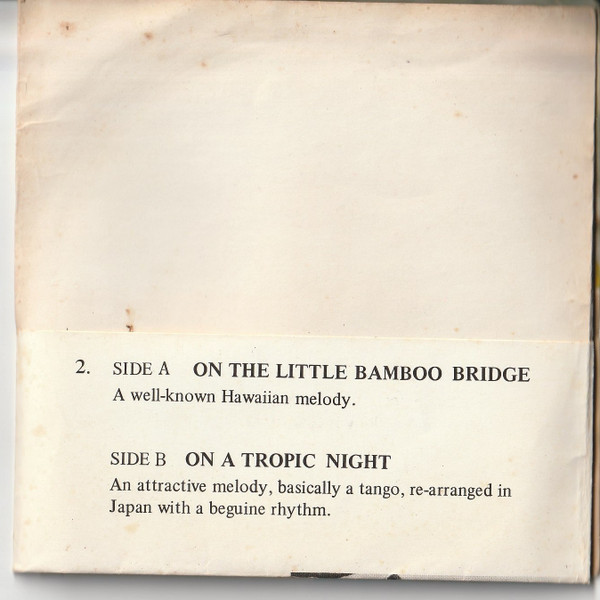 2. SIDE A ON THE LITTLE BAMBOO BRIDGE
A well-known Hawaiian melody.
SIDE B ON A TROPIC NIGHT
An attractive melody, basically a tango, re-arranged in
Japan with a beguine rhythm.